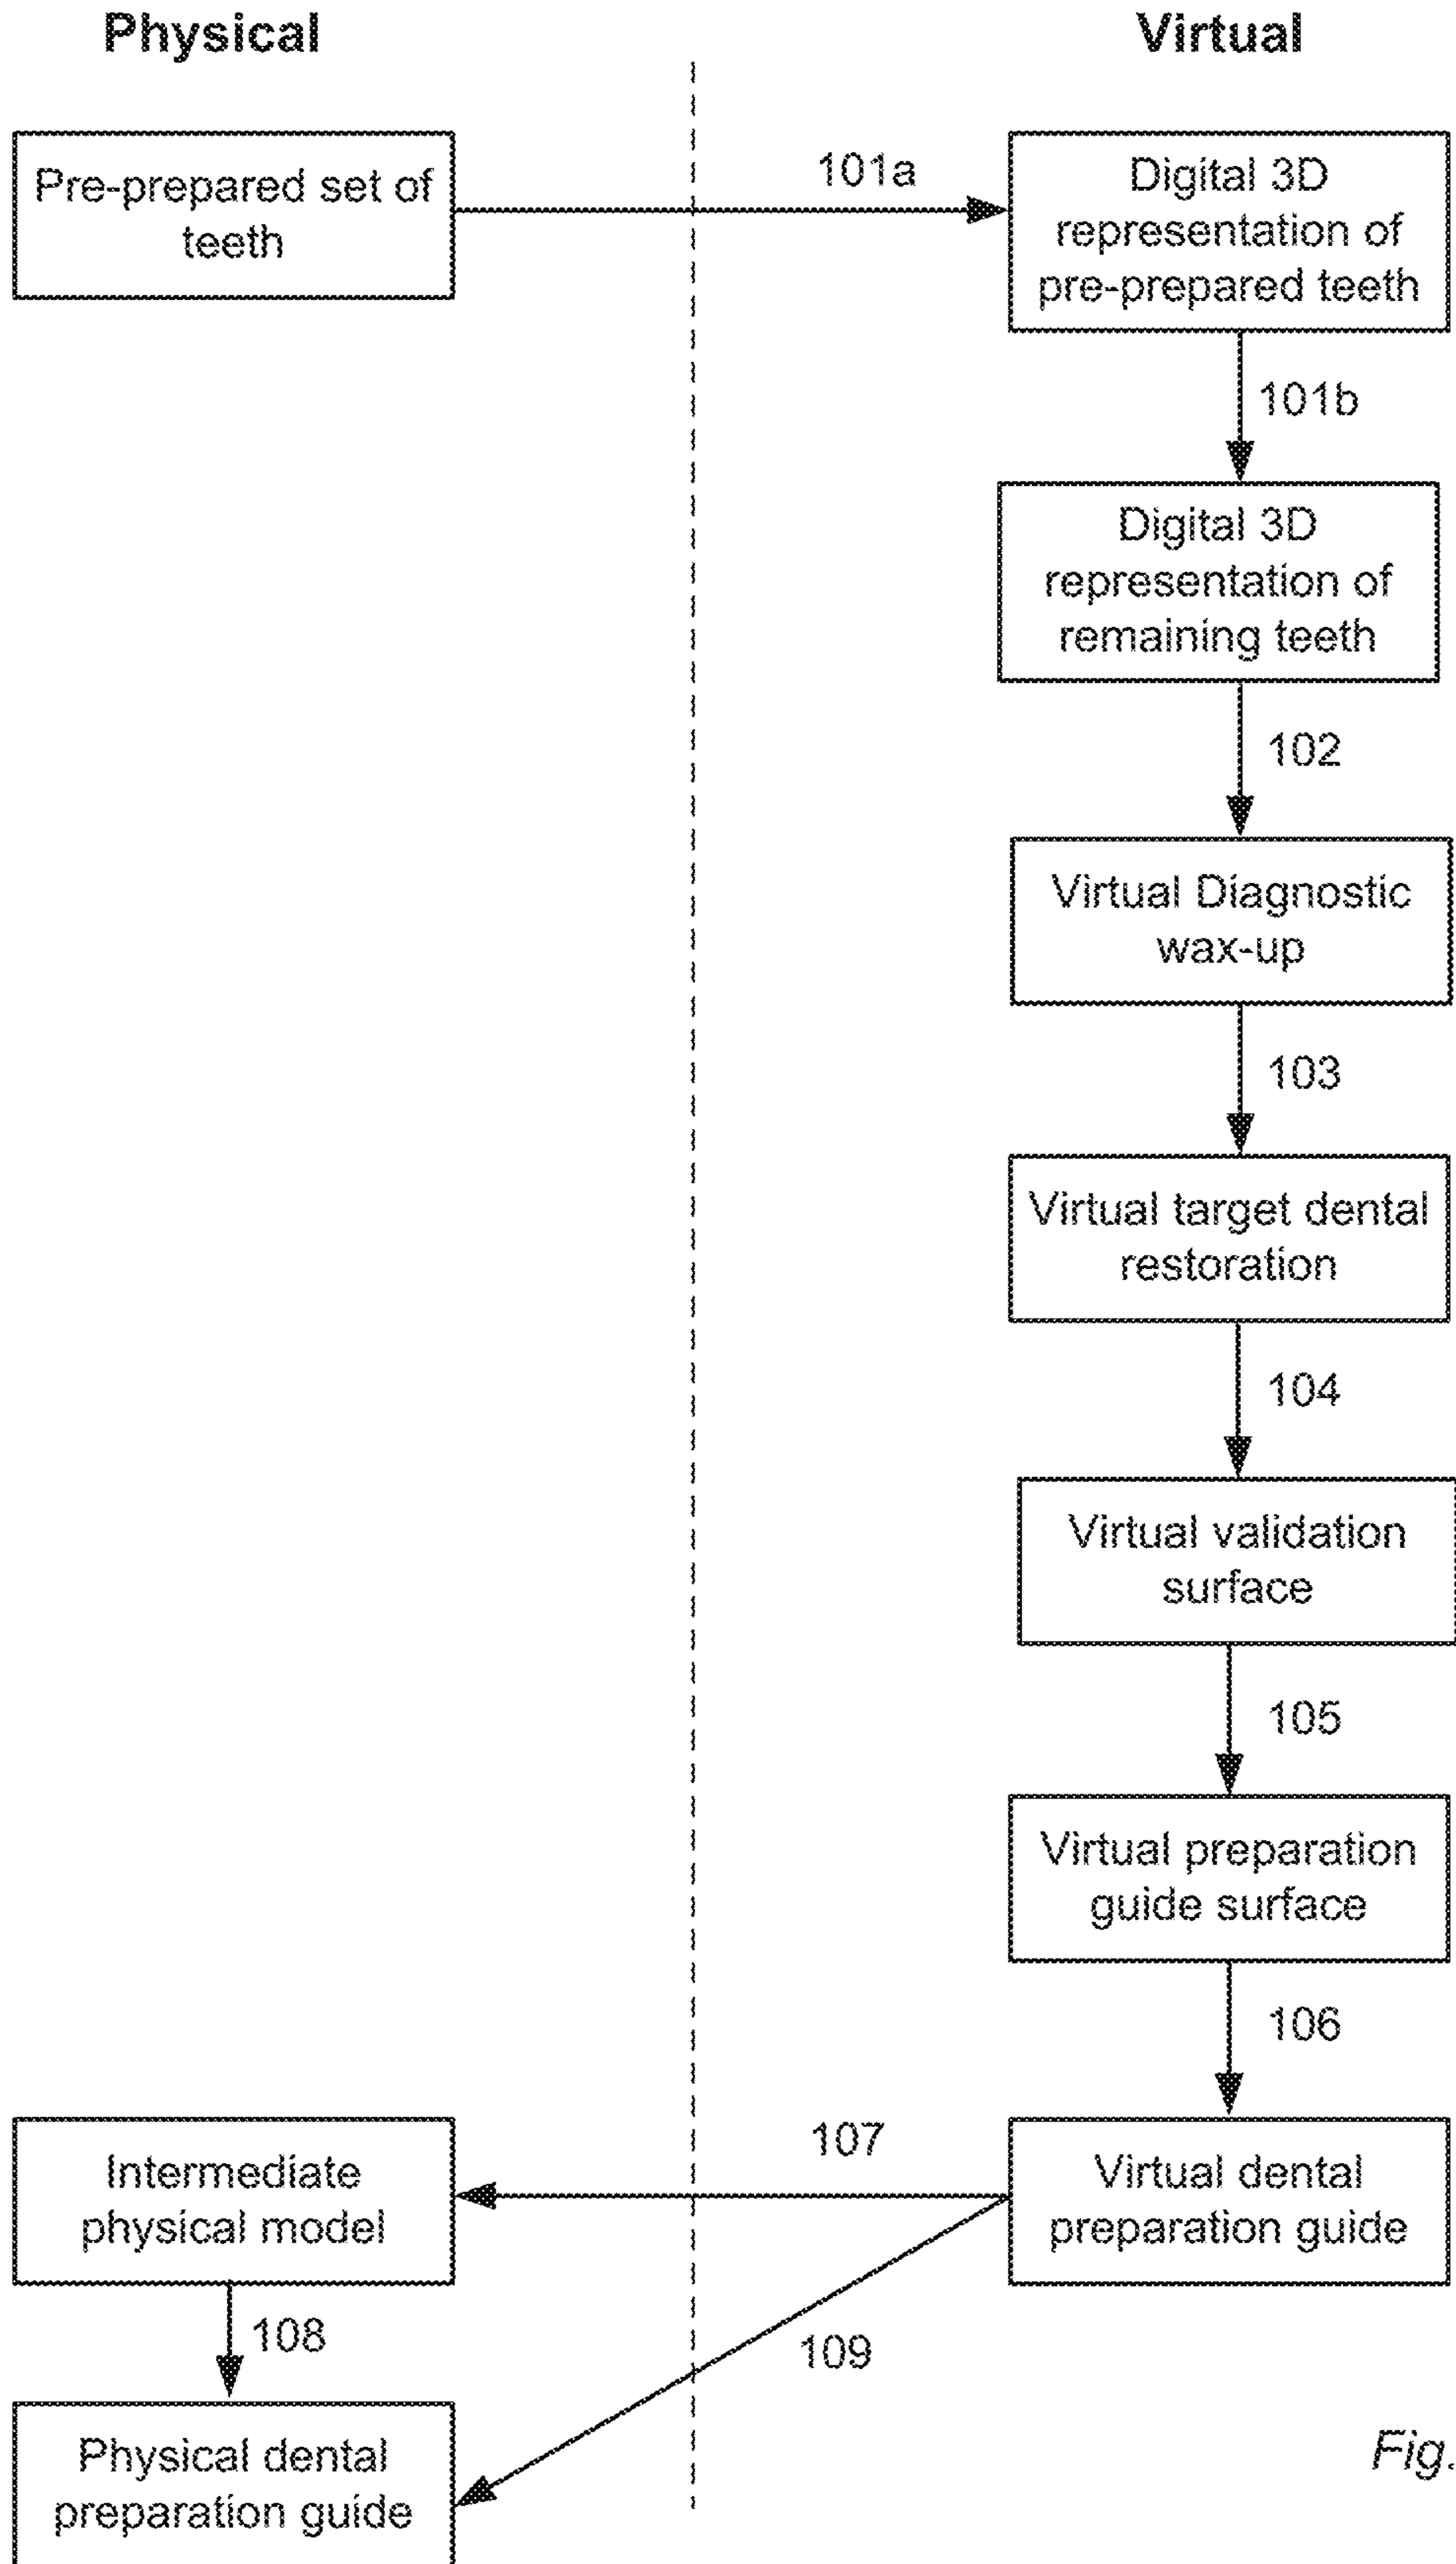 Physical
Virtual
Pre-prepared set of
teeth
101a
Digital 3D
representation of
pre-prepared teeth
101b
Digital 3D
representation of
remaining teeth
102
Virtual Diagnostic
wax-up
103
Virtual target dental
restoration
104
Virtual validation
surface
105
Virtual preparation
guide surface
106
Virtual dental
preparation guide
107
Intermediate
physical model
108
109
Physical dental
preparation guide
Fig.